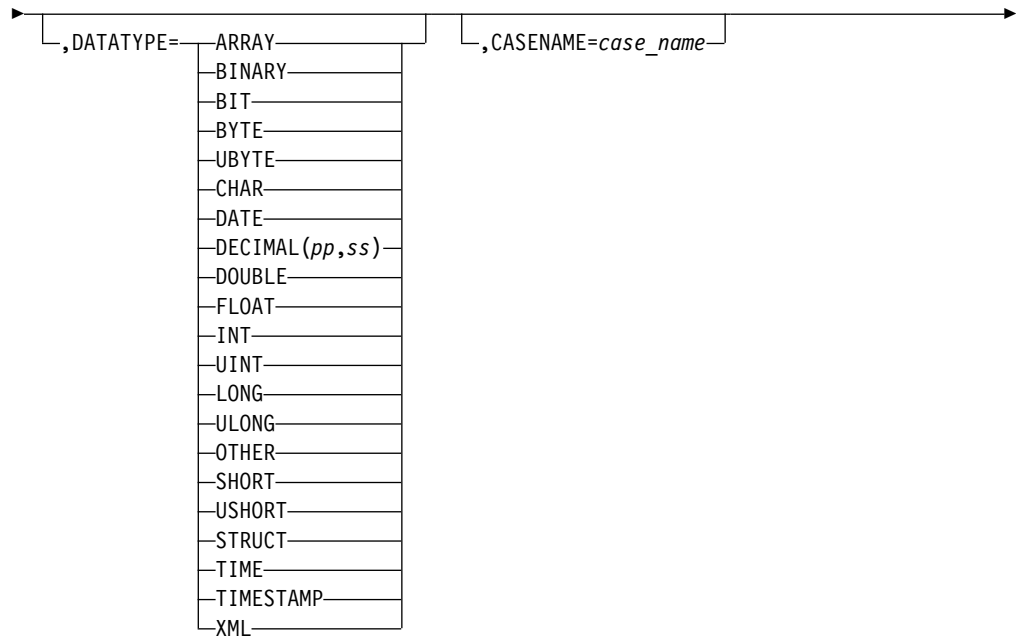 ,DATATYPE= ARRAY ,CASENAME=case_name
BINARY
BIT
BYTE
UBYTE
CHAR
DATE
DECIMAL(pp,ss)
DOUBLE
FLOAT
INT
UINT
LONG
ULONG
OTHER
SHORT
USHORT
STRUCT
TIME
TIMESTAMP
XML